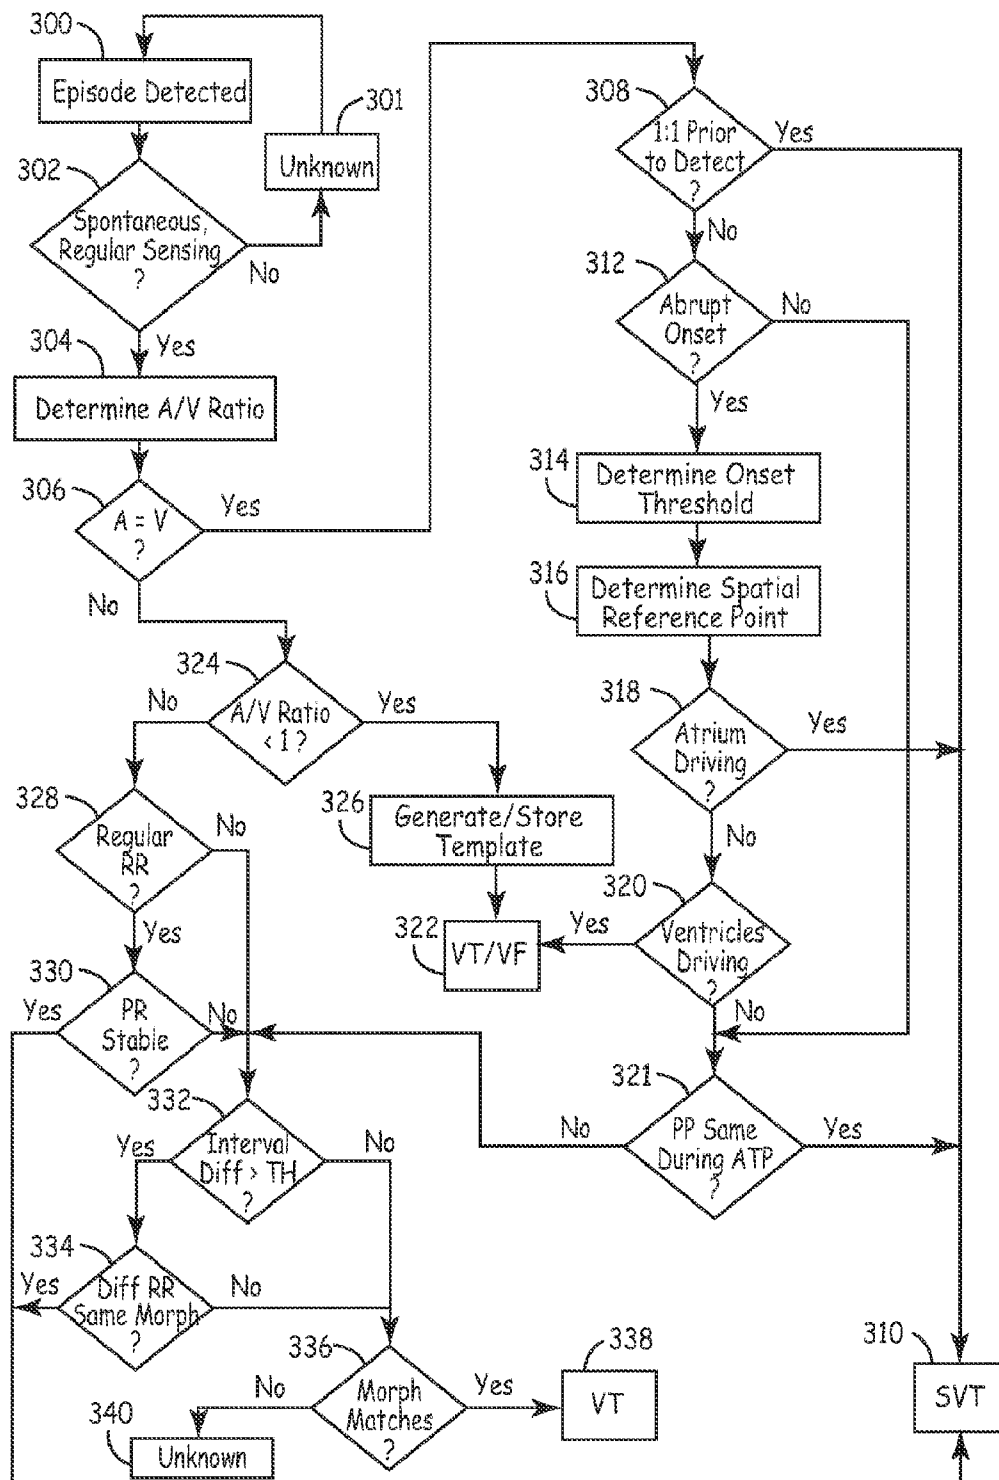 300
Episode Detected
301
Unknown
302
Spontaneous,
Regular Sensing
?
No
Yes
304
Determine A/V Ratio
306
A = V
?
Yes
No
308
1:1 Prior
to Detect
?
Yes
No
312
Abrupt
Onset
?
No
Yes
314
Determine Onset
Threshold
316
Determine Spatial
Reference Point
318
Atrium
Driving
?
Yes
No
320
Ventricles
Driving
?
Yes
No
322
VT/VF
324
A/V Ratio
< 1 ?
No
Yes
326
Generate/Store
Template
328
Regular
RR
?
No
Yes
330
PR
Stable
?
Yes
No
321
PP Same
During ATP
?
No
Yes
332
Interval
Diff > TH
?
Yes
No
334
Diff RR
Same Morph
?
Yes
No
336
Morph
Matches
?
No
Yes
338
VT
340
Unknown
310
SVT